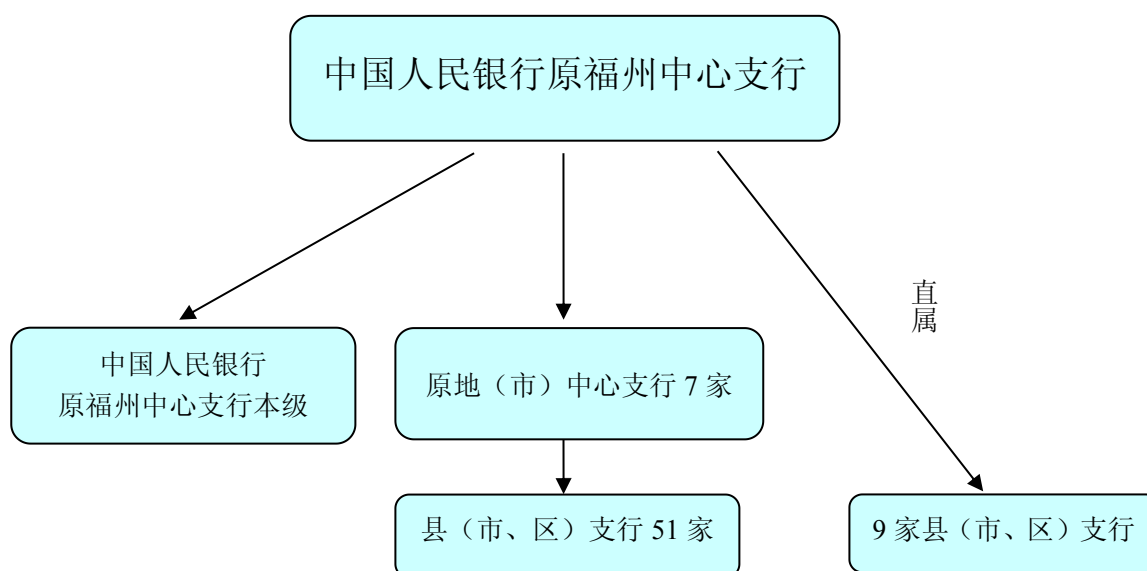 中国人民银行原福州中心支行
直属
中国人民银行
原福州中心支行本级
原地（市）中心支行 7 家
县（市、区）支行 51 家
9 家县（市、区）支行